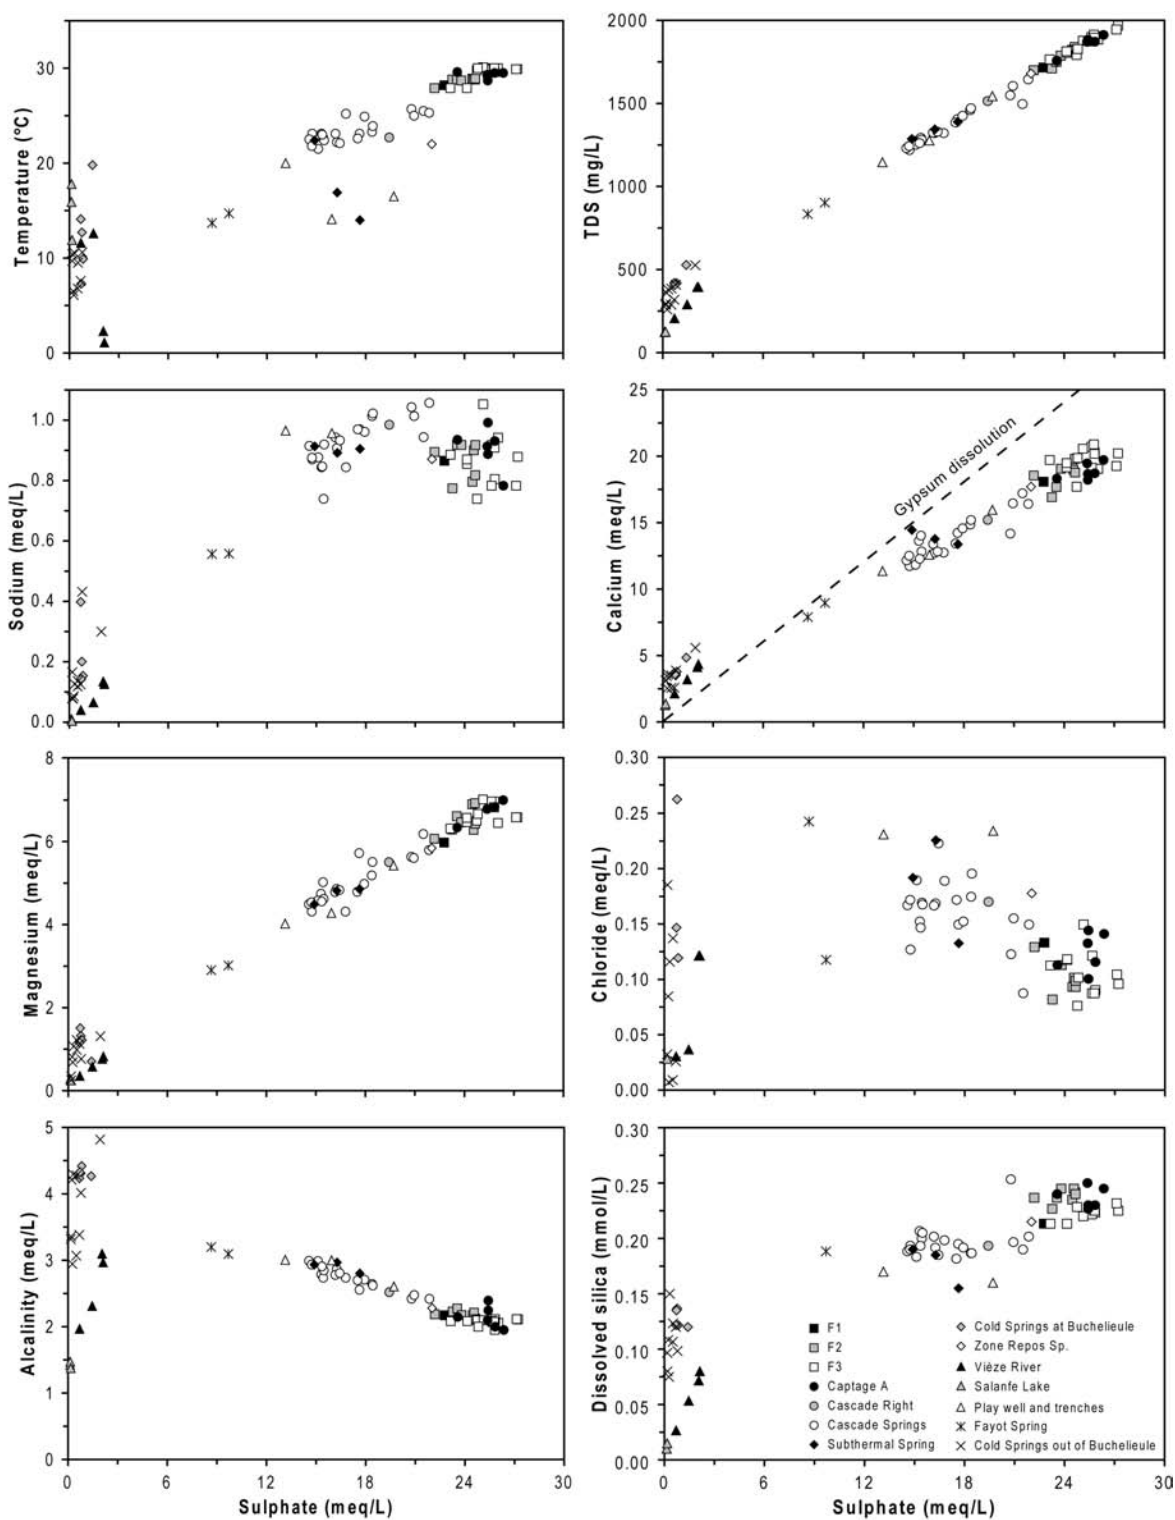 30
20
10
0
Temperature (°C)
2000
1500
1000
500
0
TDS (mg/L)
1.0
0.8
0.6
0.4
0.2
0.0
Sodium (meq/L)
25
20
15
10
5
0
Calcium (meq/L)
Gypsum dissolution
8
6
4
2
0
Magnesium (meq/L)
0.30
0.25
0.20
0.15
0.10
0.05
0.00
Chloride (meq/L)
5
4
3
2
1
0
Alcalinity (meq/L)
0 6 12 18 24 30
Sulphate (meq/L)
0.30
0.25
0.20
0.15
0.10
0.05
0.00
Dissolved silica (mmol/L)
F1
F2
F3
Captage A
Cascade Right
Cascade Springs
Subthermal Spring
Cold Springs at Buchelieule
Zone Repos Sp.
Vièze River
Salanfe Lake
Play well and trenches
Fayot Spring
Cold Springs out of Buchelieule
0 6 12 18 24 30
Sulphate (meq/L)